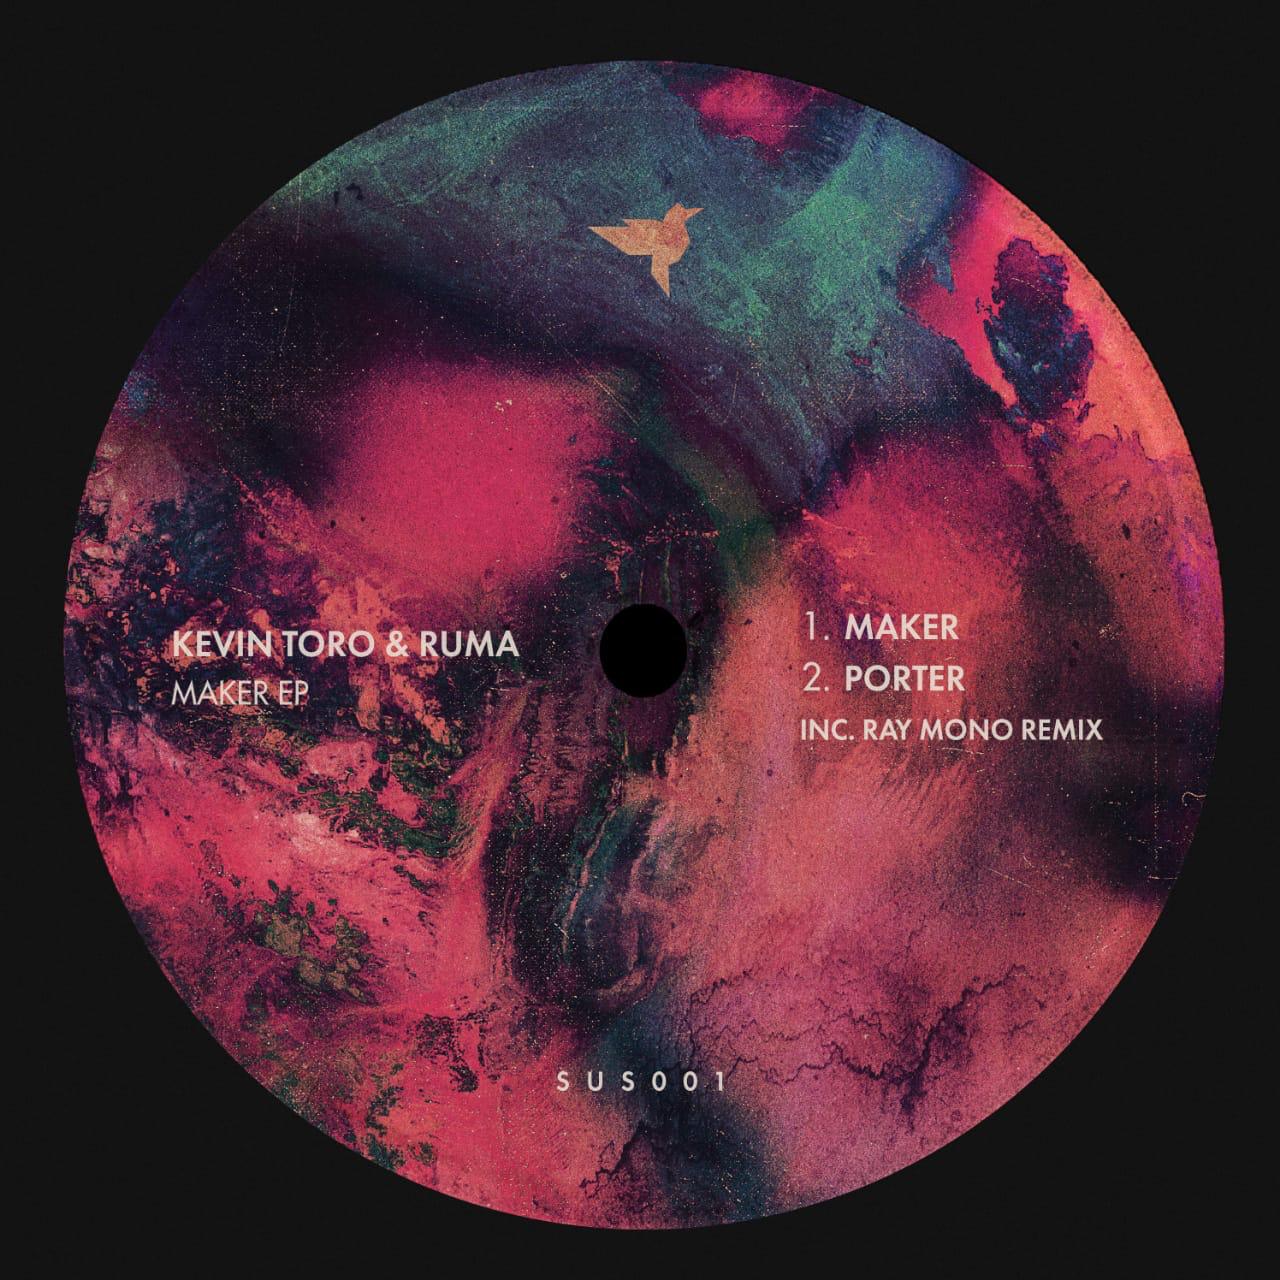 KEVIN TORO & RUMA
MAKER EP
1. MAKER
2. PORTER
INC. RAY MONO REMIX
SUS001